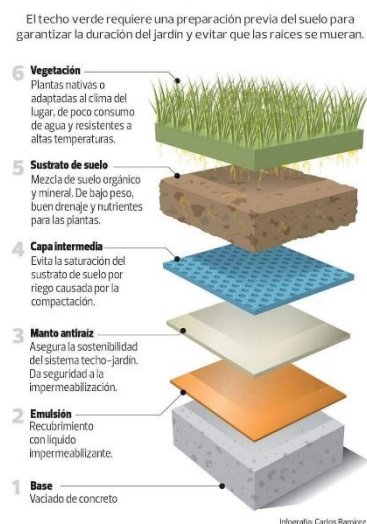 El techo verde requiere una preparación previa del suelo para
garantizar la duración del jardín y evitar que las raíces se mueran.
6 Vegetación
Plantas nativas o
adaptadas al clima del
lugar, de poco consumo
de agua y resistentes a
altas temperaturas.
5 Sustrato de suelo
Mezcla de suelo orgánico
y mineral. De bajo peso,
buen drenaje y nutrientes
para las plantas.
4 Capa intermedia
Evita la saturación del
sustrato de suelo por
riego causada por la
compactación.
3 Manto antiraíz
Asegura la sostenibilidad
del sistema techo-jardín.
Da seguridad a la
impermeabilización.
2 Emulsión
Recubrimiento
con líquido
impermeabilizante.
1 Base
Vaciado de concreto
Infografía: Carlos Ramírez